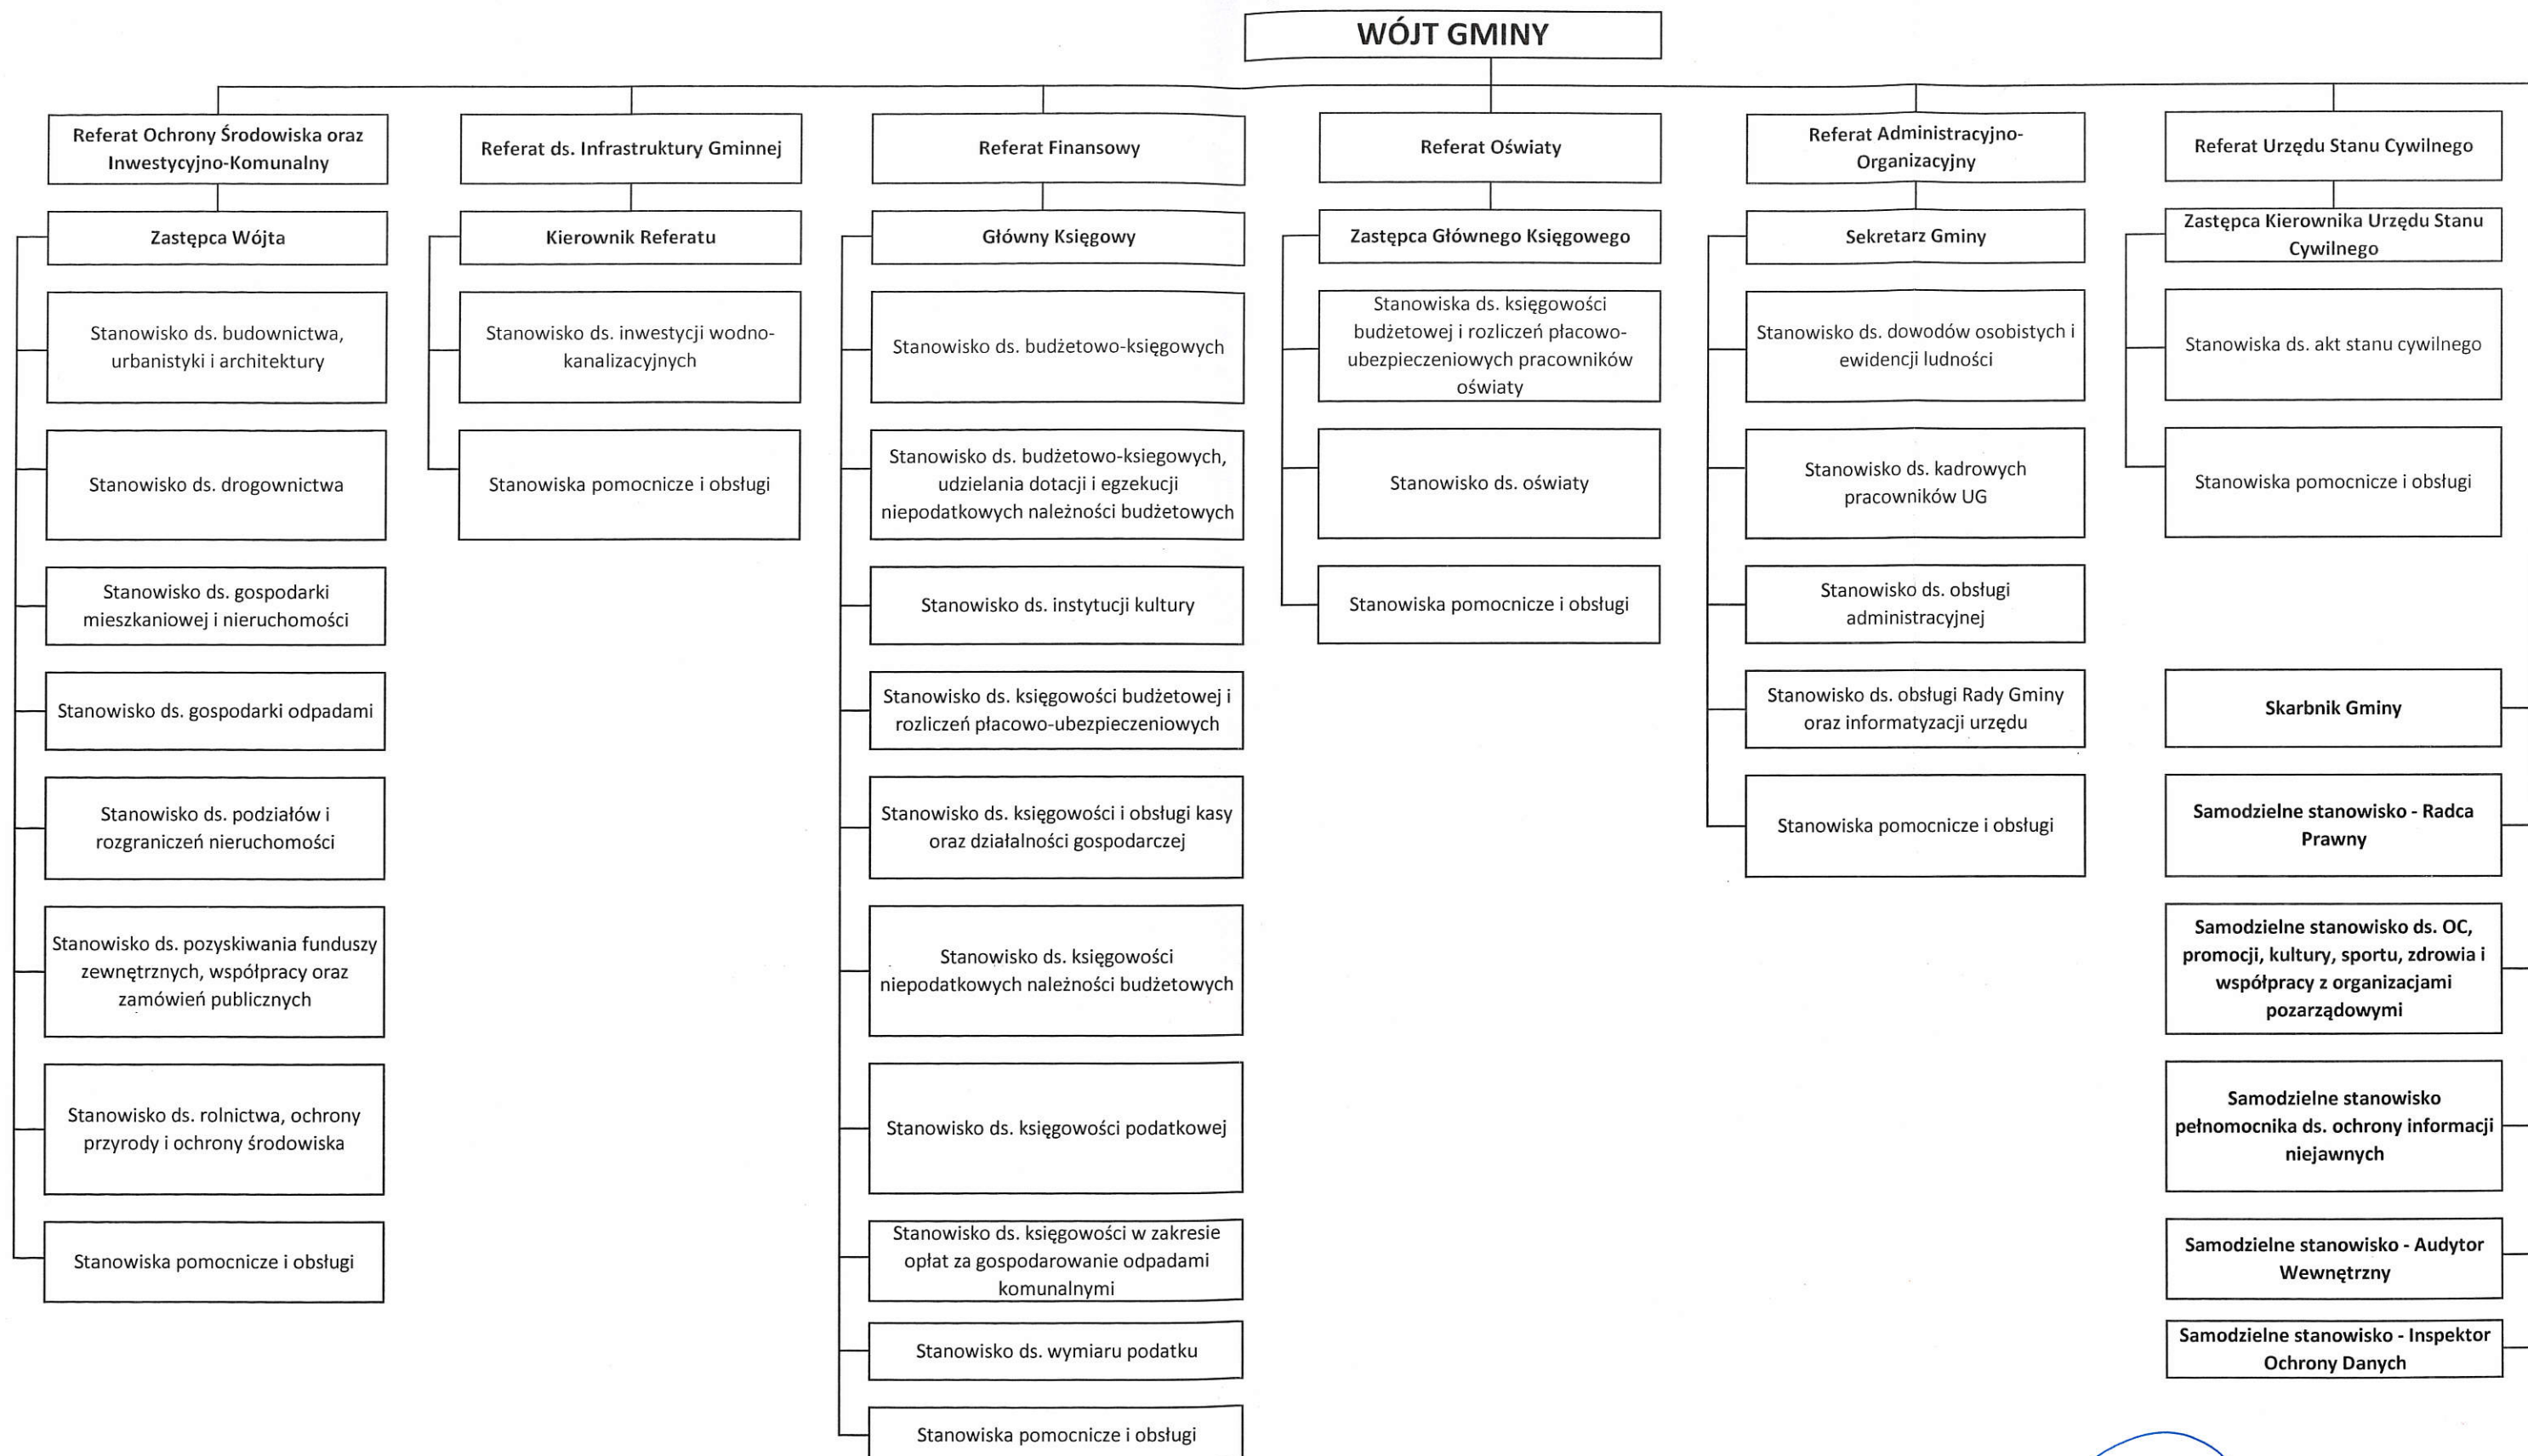 WÓJT GMINY
Referat Ochrony Środowiska oraz
Inwestycyjno-Komunalny
Zastępca Wójta
Stanowisko ds. budownictwa,
urbanistyki i architektury
Stanowisko ds. drogownictwa
Stanowisko ds. gospodarki
mieszkaniowej i nieruchomości
Stanowisko ds. gospodarki odpadami
Stanowisko ds. podziałów i
rozgraniczeń nieruchomości
Stanowisko ds. pozyskiwania funduszy
zewnętrznych, współpracy oraz
zamówień publicznych
Stanowisko ds. rolnictwa, ochrony
przyrody i ochrony środowiska
Stanowiska pomocnicze i obsługi
Referat ds. Infrastruktury Gminnej
Kierownik Referatu
Stanowisko ds. inwestycji wodno-
kanalizacyjnych
Stanowiska pomocnicze i obsługi
Referat Finansowy
Główny Księgowy
Stanowisko ds. budżetowo-księgowych
Stanowisko ds. budżetowo-ksiegowych,
udzielania dotacji i egzekucji
niepodatkowych należności budżetowych
Stanowisko ds. instytucji kultury
Stanowisko ds. księgowości budżetowej i
rozliczeń płacowo-ubezpieczeniowych
Stanowisko ds. księgowości i obsługi kasy
oraz działalności gospodarczej
Stanowisko ds. księgowości
niepodatkowych należności budżetowych
Stanowisko ds. księgowości podatkowej
Stanowisko ds. księgowości w zakresie
opłat za gospodarowanie odpadami
komunalnymi
Stanowisko ds. wymiaru podatku
Stanowiska pomocnicze i obsługi
Referat Oświaty
Zastępca Głównego Księgowego
Stanowiska ds. księgowości
budżetowej i rozliczeń płacowo-
ubezpieczeniowych pracowników
oświaty
Stanowisko ds. oświaty
Stanowiska pomocnicze i obsługi
Referat Administracyjno-
Organizacyjny
Sekretarz Gminy
Stanowisko ds. dowodów osobistych i
ewidencji ludności
Stanowisko ds. kadrowych
pracowników UG
Stanowisko ds. obsługi
administracyjnej
Stanowisko ds. obsługi Rady Gminy
oraz informatyzacji urzędu
Stanowiska pomocnicze i obsługi
Referat Urzędu Stanu Cywilnego
Zastępca Kierownika Urzędu Stanu
Cywilnego
Stanowiska ds. akt stanu cywilnego
Stanowiska pomocnicze i obsługi
Skarbnik Gminy
Samodzielne stanowisko - Radca
Prawny
Samodzielne stanowisko ds. OC,
promocji, kultury, sportu, zdrowia i
współpracy z organizacjami
pozarządowymi
Samodzielne stanowisko
pełnomocnika ds. ochrony informacji
niejawnych
Samodzielne stanowisko - Audytor
Wewnętrzny
Samodzielne stanowisko - Inspektor
Ochrony Danych